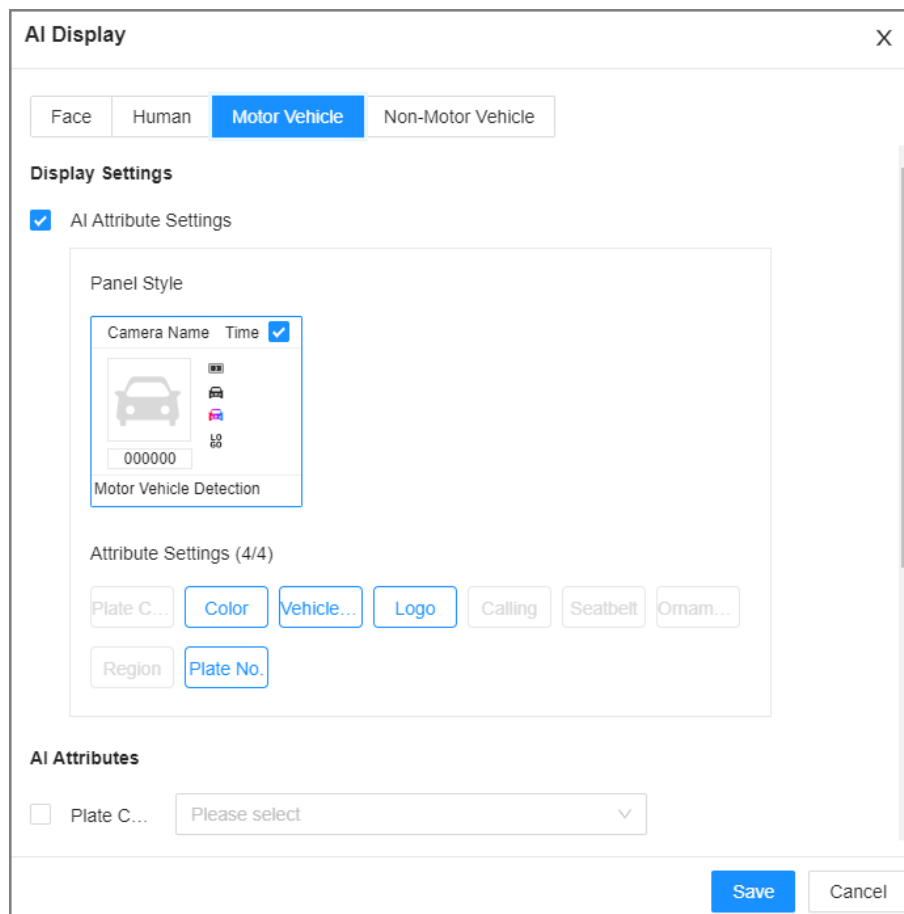 AI Display X
Face Human Motor Vehicle Non-Motor Vehicle
Display Settings
AI Attribute Settings
Panel Style
Camera Name Time
LO
GO
000000
Motor Vehicle Detection
Attribute Settings (4/4)
Plate C... Color Vehicle... Logo Calling Seatbelt Ornam...
Region Plate No.
AI Attributes
Plate C... Please select
Save Cancel